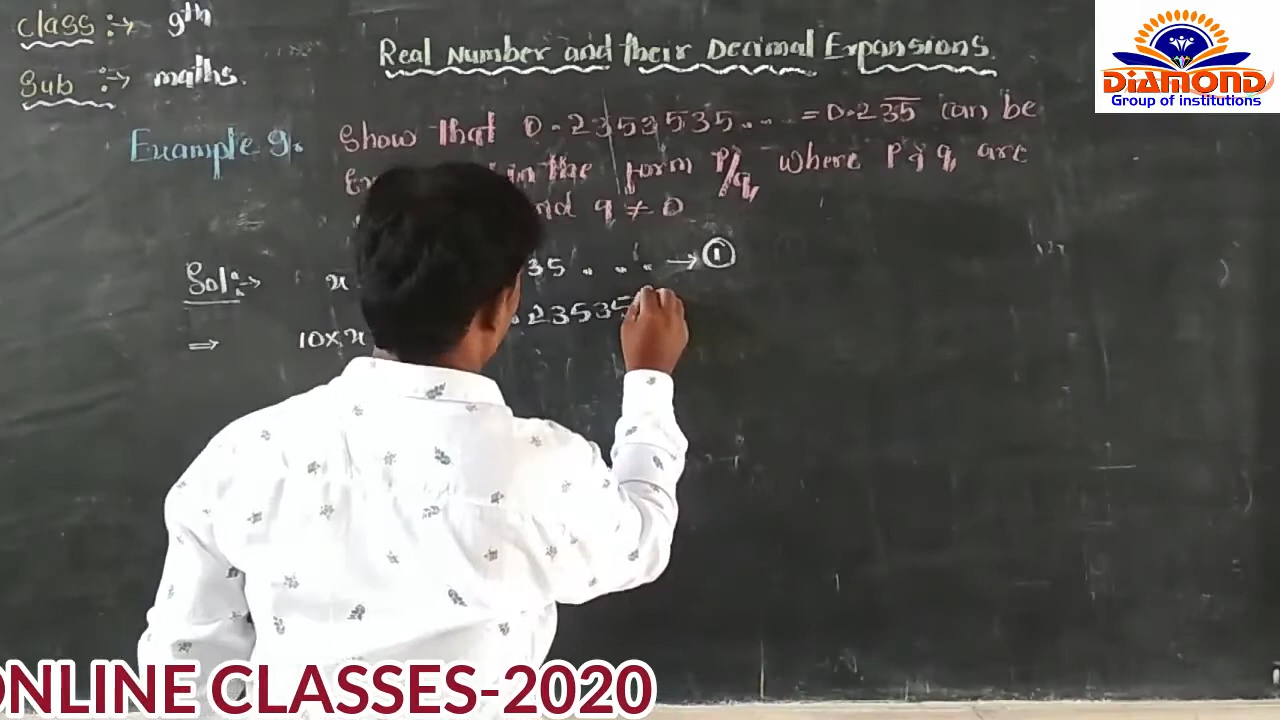 Class :→ 9th
Sub :→ maths.
Real Number and their Decimal Expansions.
DIAMOND
Group of institutions
Example 9. Show that 0.2353535... = 0.235 can be
in the form P/q, where P & q are
q ≠ 0
Sol:→ x 35 .... → ①
⇒ 10×x .23535
ONLINE CLASSES-2020